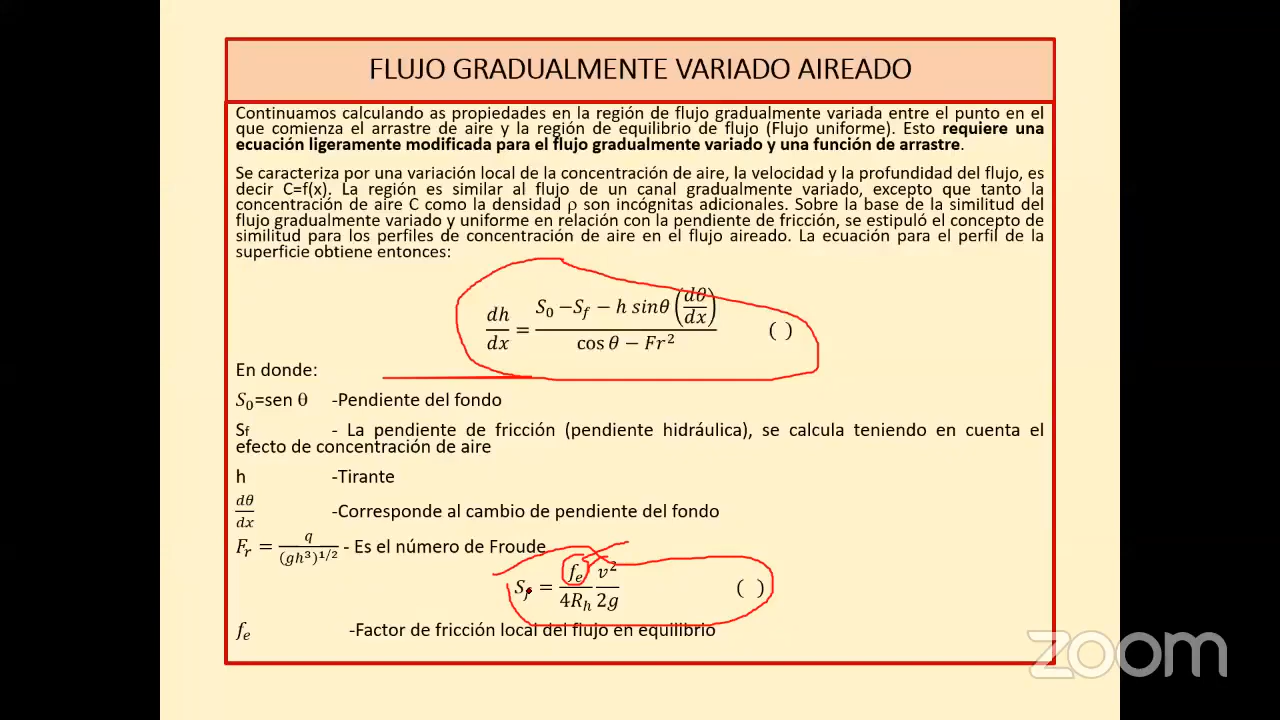 FLUJO GRADUALMENTE VARIADO AIREADO
Continuamos calculando as propiedades en la región de flujo gradualmente variada entre el punto en el
que comienza el arrastre de aire y la región de equilibrio de flujo (Flujo uniforme). Esto requiere una
ecuación ligeramente modificada para el flujo gradualmente variado y una función de arrastre.
Se caracteriza por una variación local de la concentración de aire, la velocidad y la profundidad del flujo, es
decir C=f(x). La región es similar al flujo de un canal gradualmente variado, excepto que tanto la
concentración de aire C como la densidad ρ son incógnitas adicionales. Sobre la base de la similitud del
flujo gradualmente variado y uniforme en relación con la pendiente de fricción, se estipuló el concepto de
similitud para los perfiles de concentración de aire en el flujo aireado. La ecuación para el perfil de la
superficie obtiene entonces:
dh/dx = (S₀ −S_f − h sinθ (dθ/dx)) / (cos θ − Fr²) ( )
En donde:
S₀=sen θ -Pendiente del fondo
Sf - La pendiente de fricción (pendiente hidráulica), se calcula teniendo en cuenta el
efecto de concentración de aire
h -Tirante
dθ/dx -Corresponde al cambio de pendiente del fondo
F_r = q/(gh³)^1/2 - Es el número de Froude
S_f = f_e/4R_h v²/2g ( )
f_e -Factor de fricción local del flujo en equilibrio
zoom